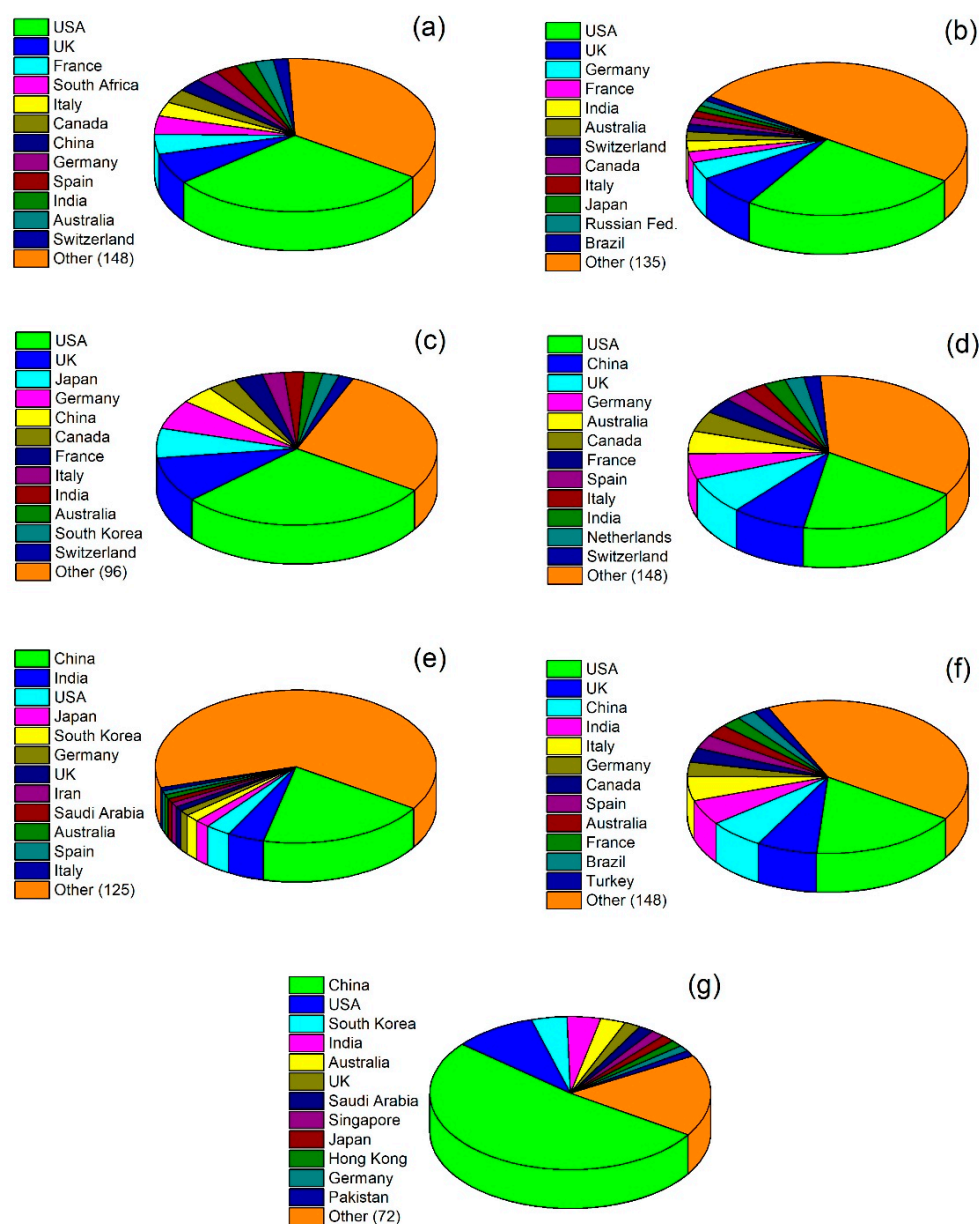 (a)
USA
UK
France
South Africa
Italy
Canada
China
Germany
Spain
India
Australia
Switzerland
Other (148)
(b)
USA
UK
Germany
France
India
Australia
Switzerland
Canada
Italy
Japan
Russian Fed.
Brazil
Other (135)
(c)
USA
UK
Japan
Germany
China
Canada
France
Italy
India
Australia
South Korea
Switzerland
Other (96)
(d)
USA
China
UK
Germany
Australia
Canada
France
Spain
Italy
India
Netherlands
Switzerland
Other (148)
(e)
China
India
USA
Japan
South Korea
Germany
UK
Iran
Saudi Arabia
Australia
Spain
Italy
Other (125)
(f)
USA
UK
China
India
Italy
Germany
Canada
Spain
Australia
France
Brazil
Turkey
Other (148)
(g)
China
USA
South Korea
India
Australia
UK
Saudi Arabia
Singapore
Japan
Hong Kong
Germany
Pakistan
Other (72)